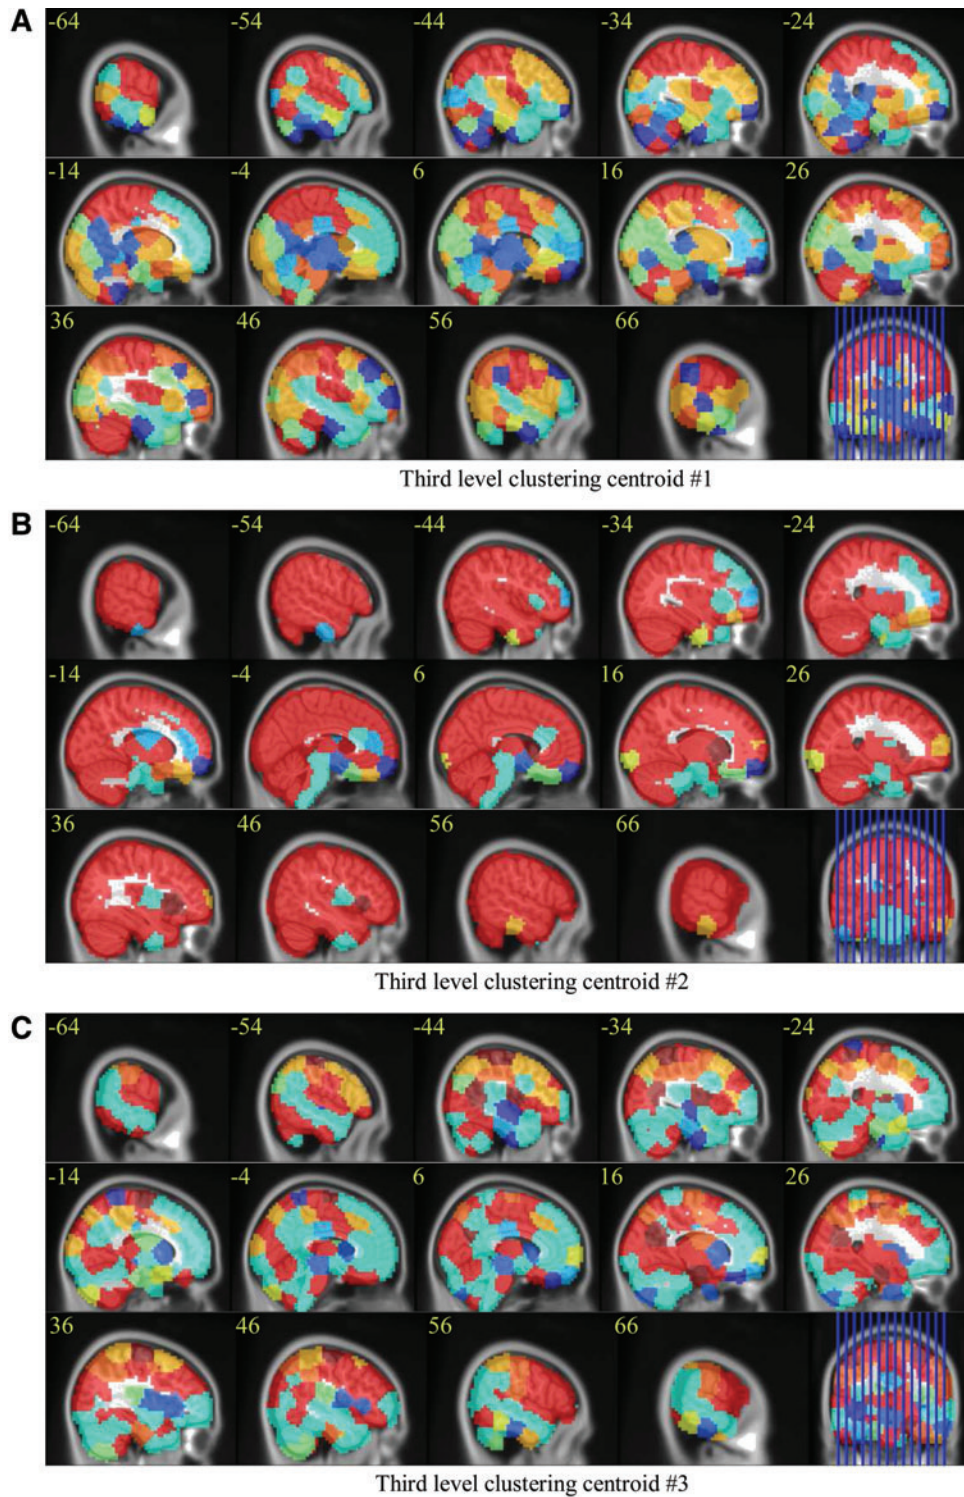 A
-64 -54 -44 -34 -24
-14 -4 6 16 26
36 46 56 66
Third level clustering centroid #1
B
-64 -54 -44 -34 -24
-14 -4 6 16 26
36 46 56 66
Third level clustering centroid #2
C
-64 -54 -44 -34 -24
-14 -4 6 16 26
36 46 56 66
Third level clustering centroid #3